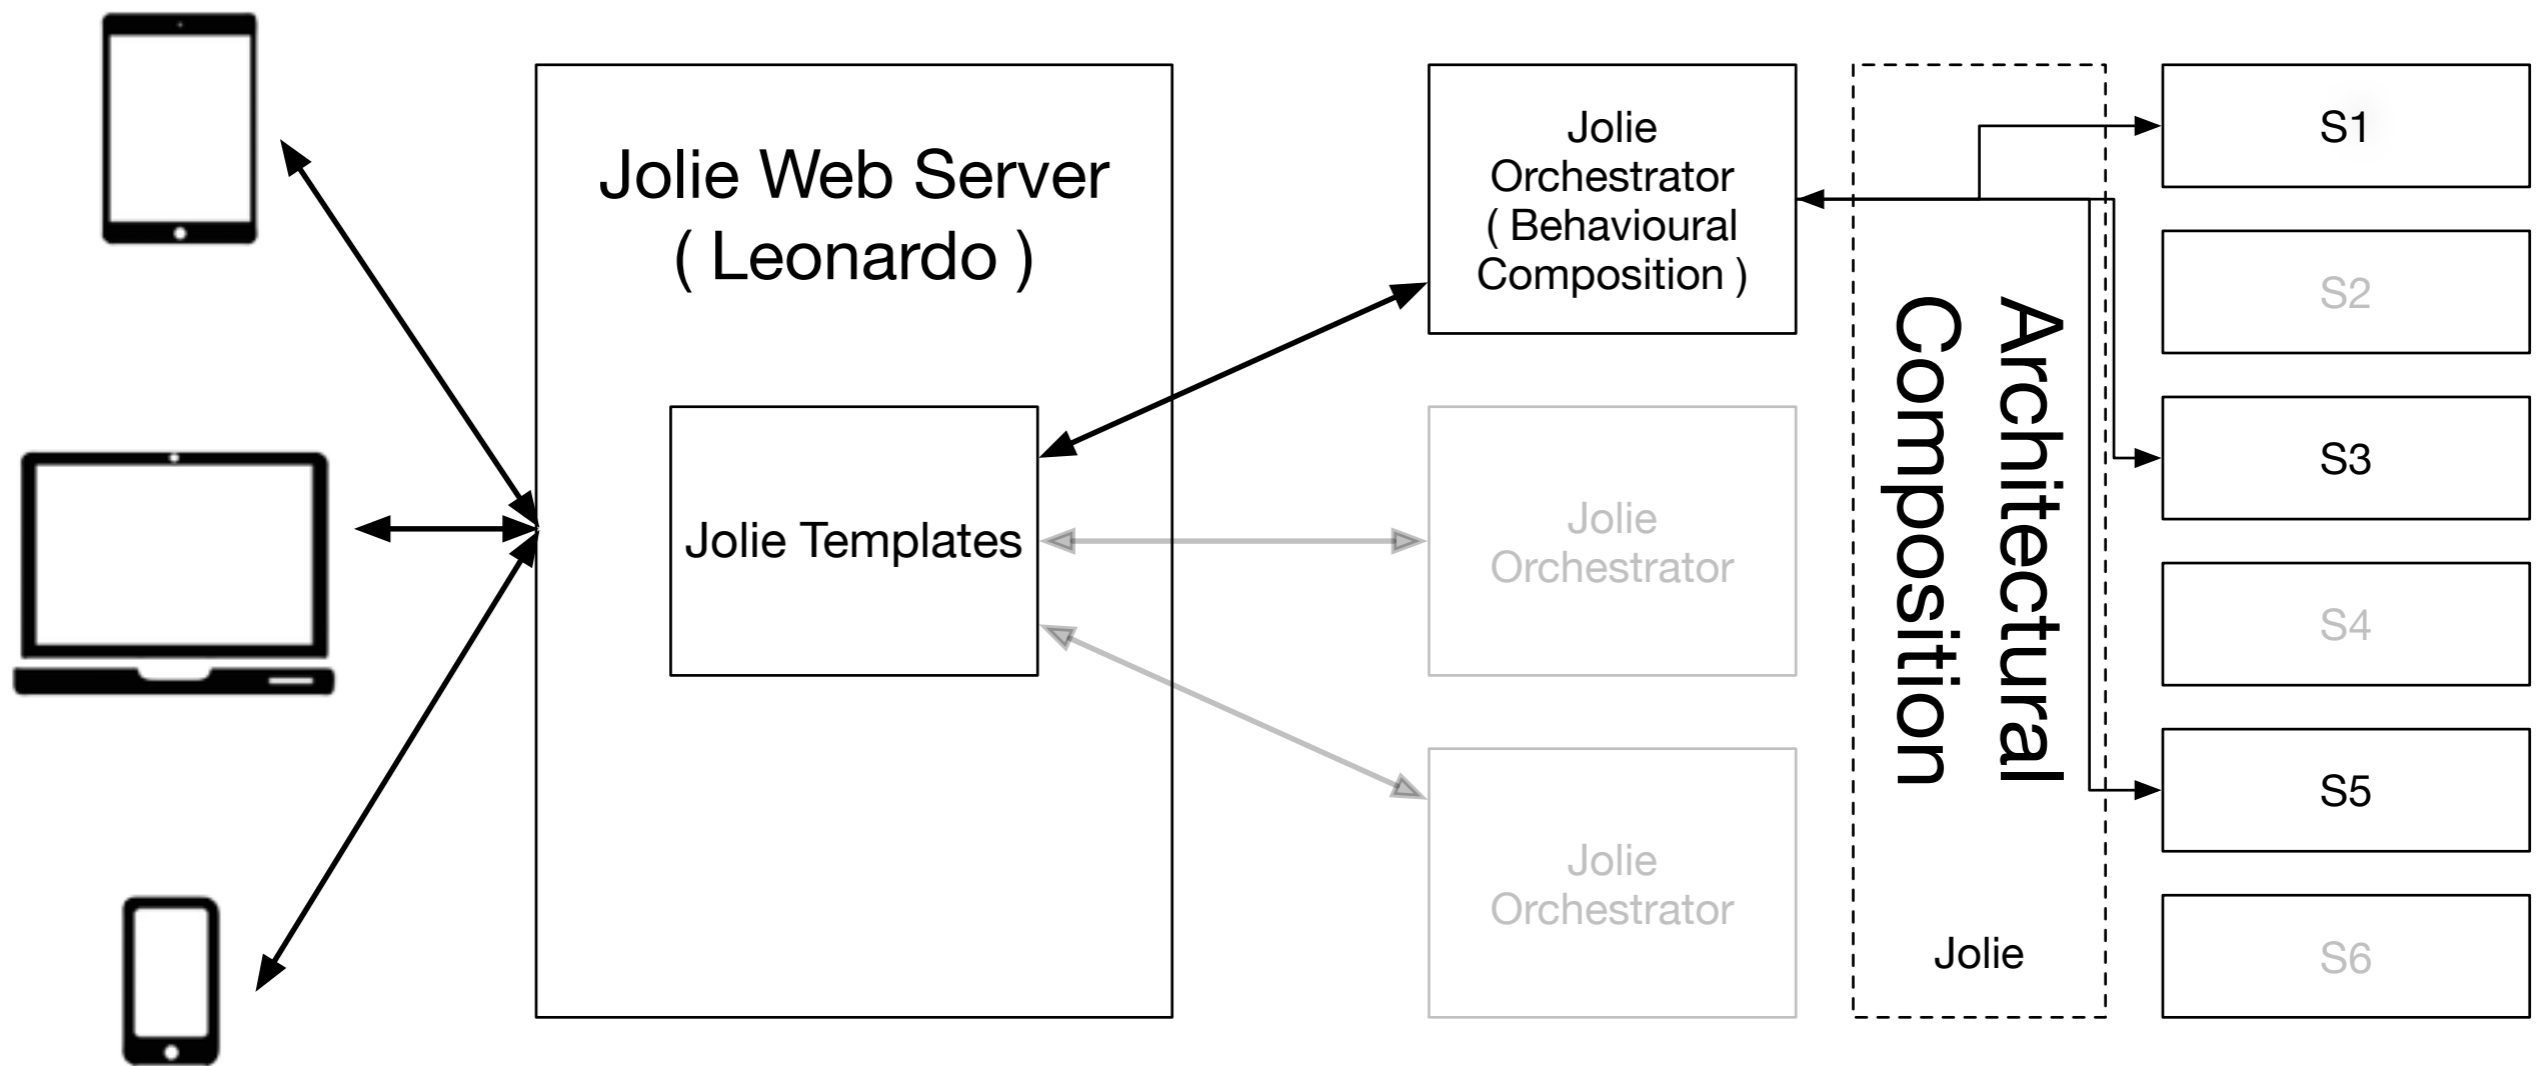 Jolie Web Server
( Leonardo )
Jolie Templates
Jolie
Orchestrator
( Behavioural
Composition )
Jolie
Orchestrator
Jolie
Orchestrator
Architectural
Composition
Jolie
S1
S2
S3
S4
S5
S6